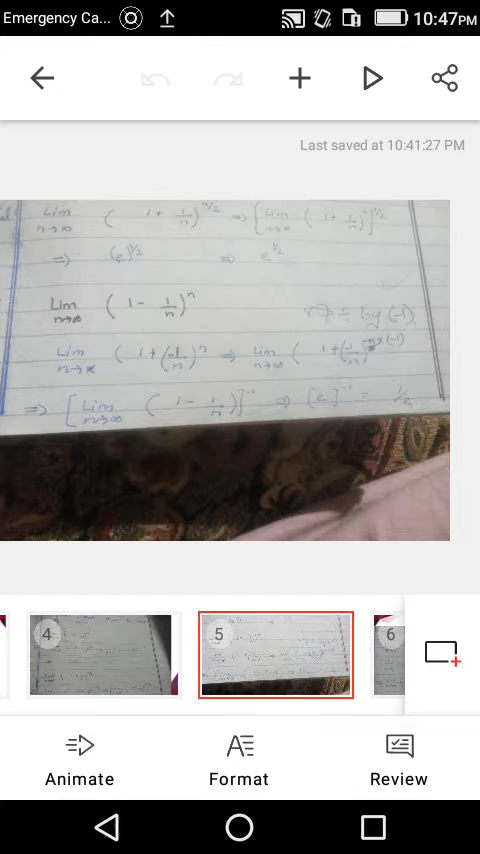 Emergency Ca... 10:47PM
Last saved at 10:41:27 PM
Lim n→∞ ( 1 + 1/n )^n/2 ⇒ [ Lim n→∞ ( 1 + 1/n )^n ]^1/2
⇒ (e)^1/2 ⇒ e^1/2
Lim n→∞ ( 1 - 1/n )^n
by (-1)
Lim ( 1 + (-1/n) )^n ⇒ Lim n→∞ ( 1 + (-1/n) )^-n×(-1)
⇒ [ Lim n→∞ ( 1 - 1/n ) ]^-1 ⇒ [e]^-1 =
4
5
6
Animate
Format
Review